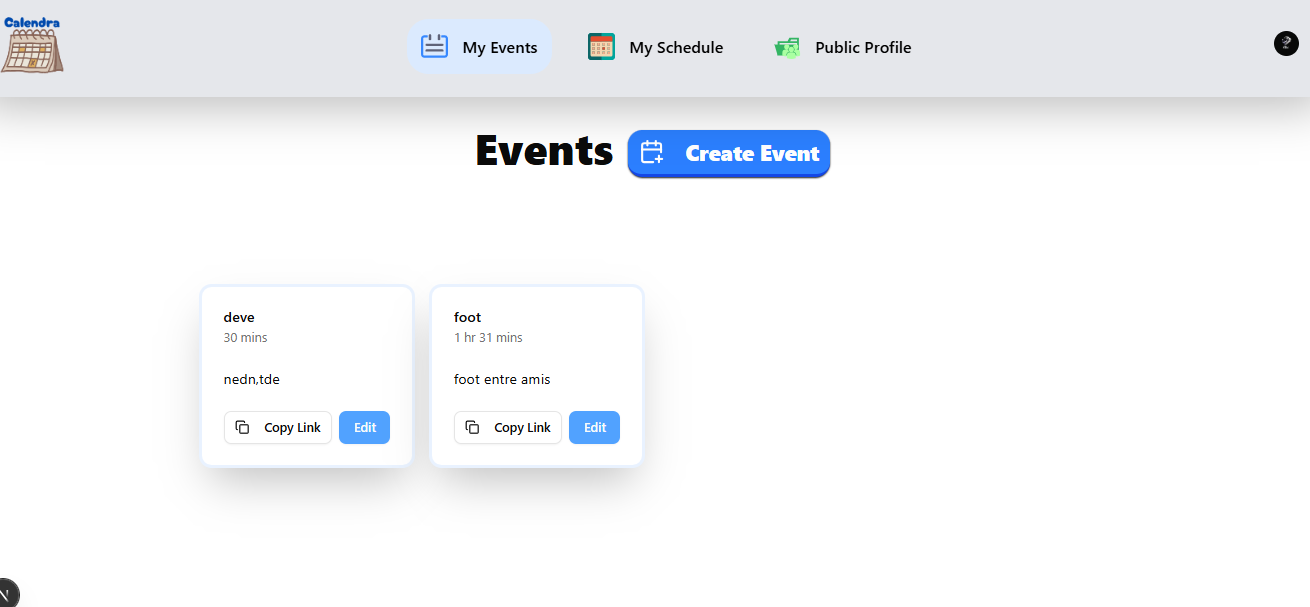 Calendra
My Events
My Schedule
Public Profile
Events
Create Event
deve
30 mins
nedn,tde
Copy Link
Edit
foot
1 hr 31 mins
foot entre amis
Copy Link
Edit
N